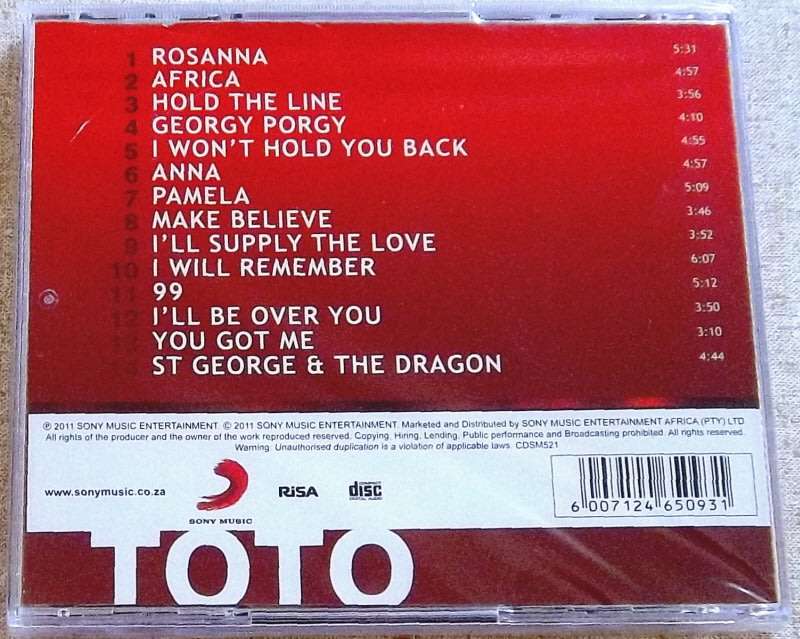 1 ROSANNA 5:31
2 AFRICA 4:57
3 HOLD THE LINE 3:56
4 GEORGY PORGY 4:10
5 I WON'T HOLD YOU BACK 4:55
6 ANNA 4:57
7 PAMELA 5:09
8 MAKE BELIEVE 3:46
9 I'LL SUPPLY THE LOVE 3:52
10 I WILL REMEMBER 6:07
11 99 5:12
12 I'LL BE OVER YOU 3:50
13 YOU GOT ME 3:10
ST GEORGE & THE DRAGON 4:44
℗ 2011 SONY MUSIC ENTERTAINMENT. © 2011 SONY MUSIC ENTERTAINMENT. Marketed and Distributed by SONY MUSIC ENTERTAINMENT AFRICA (PTY) LTD
All rights of the producer and the owner of the work reproduced reserved. Copying, Hiring, Lending, Public performance and Broadcasting prohibited. All rights reserved.
Warning. Unauthorised duplication is a violation of applicable laws. CDSM521
www.sonymusic.co.za
SONY MUSIC
RiSA
COMPACT
disc
DIGITAL AUDIO
6 007124 650931
TOTO